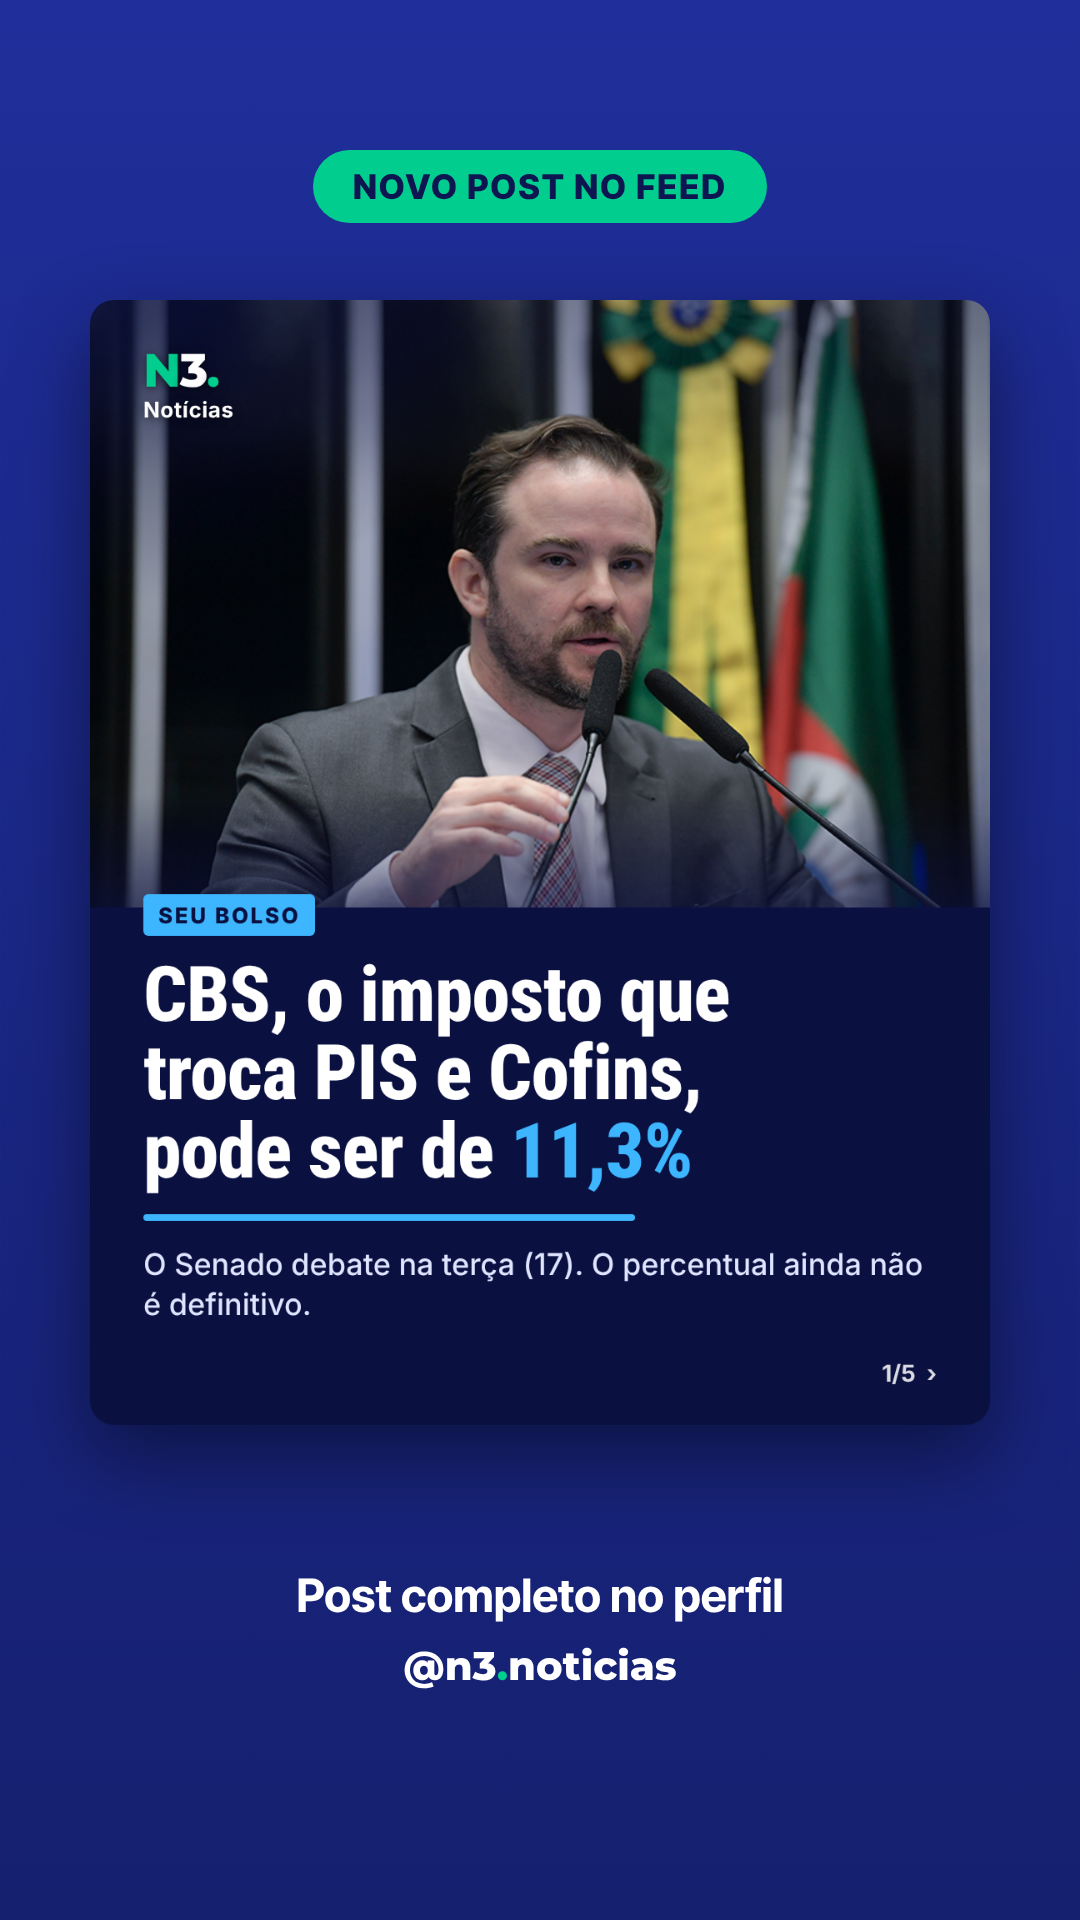 NOVO POST NO FEED
N3.
Notícias
SEU BOLSO
CBS, o imposto que
troca PIS e Cofins,
pode ser de 11,3%
O Senado debate na terça (17). O percentual ainda não
é definitivo.
1/5 ›
Post completo no perfil
@n3.noticias